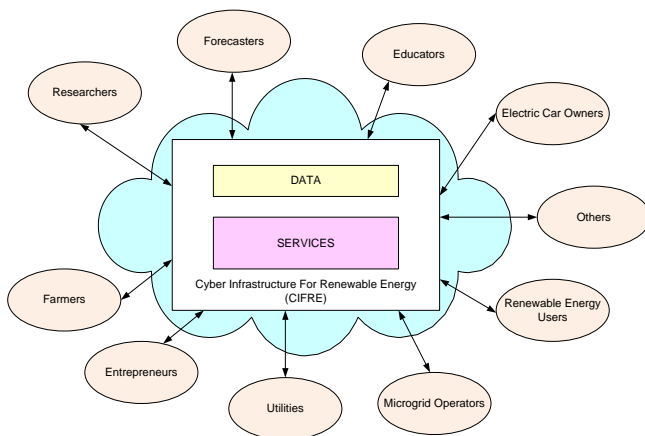 Forecasters
Educators
Researchers
Electric Car Owners
DATA
Others
SERVICES
Cyber Infrastructure For Renewable Energy
(CIFRE)
Farmers
Renewable Energy
Users
Entrepreneurs
Utilities
Microgrid Operators